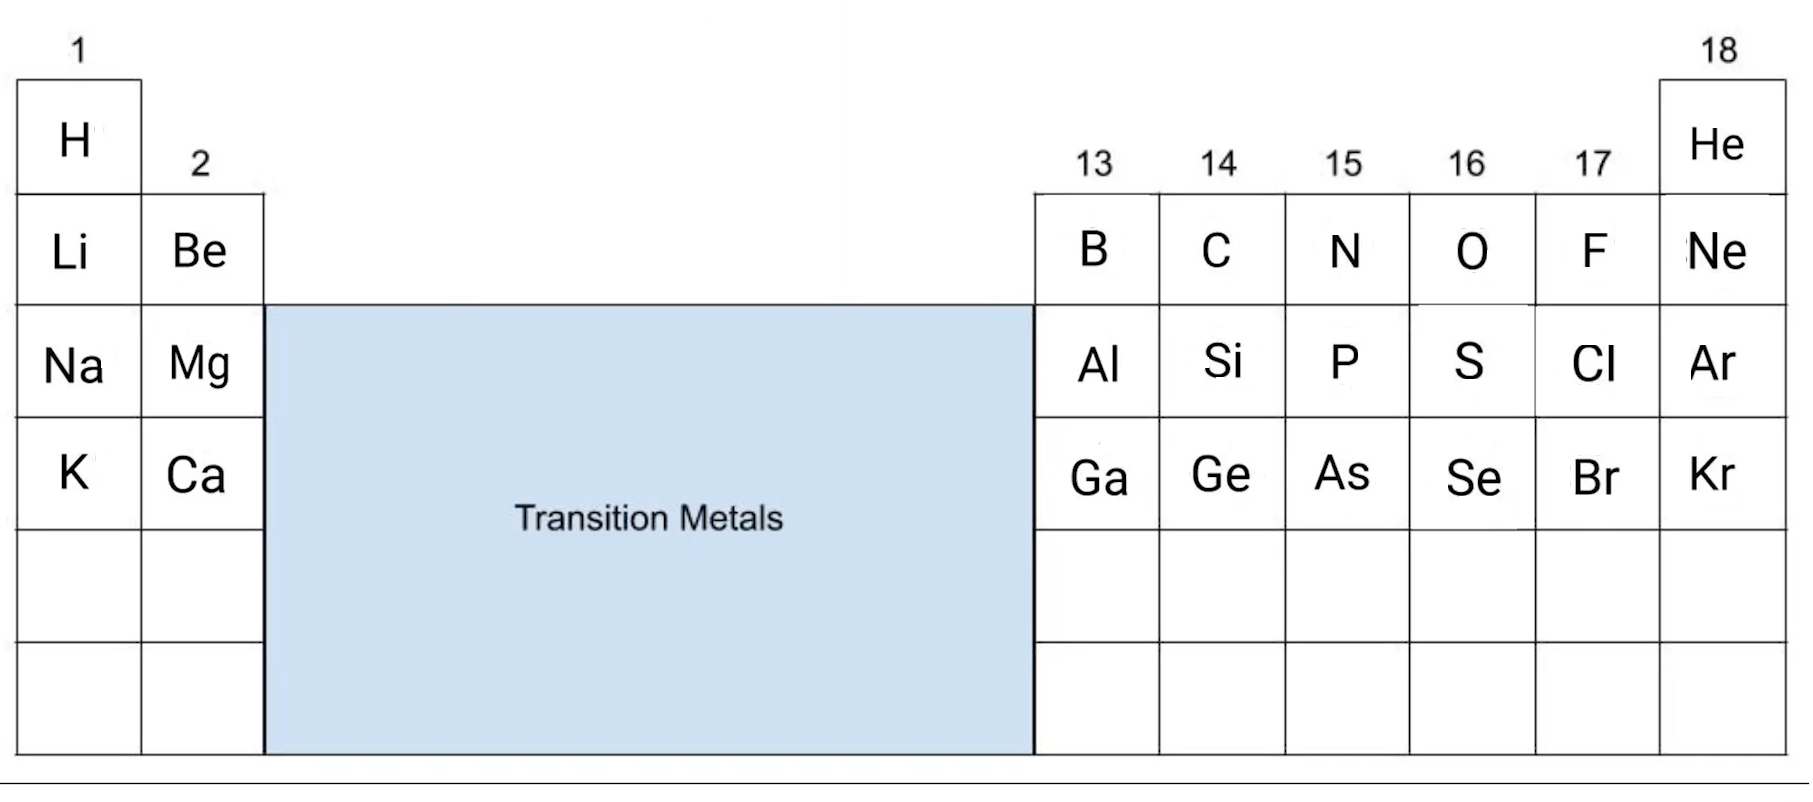 1 18
H He
2 13 14 15 16 17
Li Be B C N O F Ne
Na Mg Al Si P S Cl Ar
K Ca Ga Ge As Se Br Kr
Transition Metals